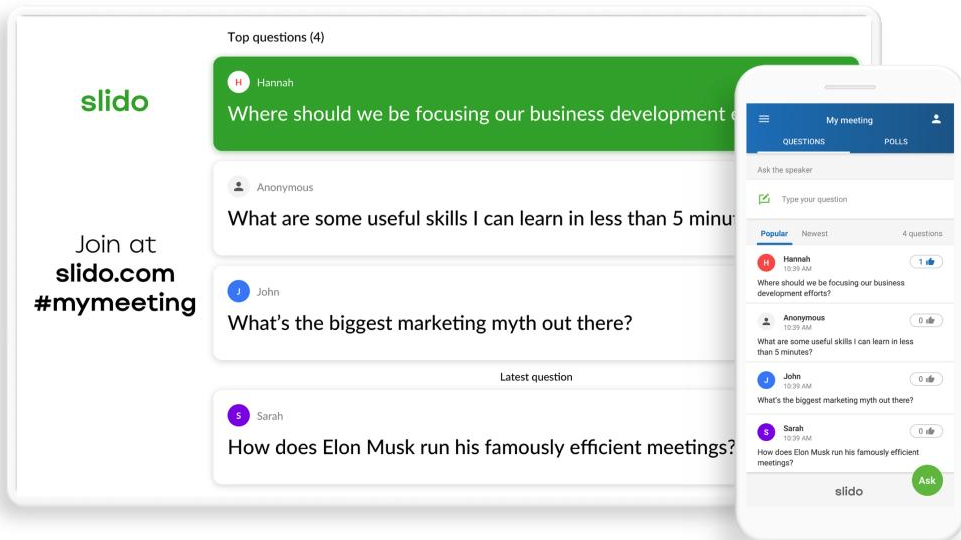 Top questions (4)
slido
Join at
slido.com
#mymeeting
H Hannah
Where should we be focusing our business development
Anonymous
What are some useful skills I can learn in less than 5
J John
What's the biggest marketing myth out there?
Latest question
S Sarah
How does Elon Musk run his famously efficient meetings?
My meeting
QUESTIONS POLLS
Ask the speaker
Type your question
Popular Newest 4 questions
H Hannah
10:39 AM
1
Where should we be focusing our business
development efforts?
Anonymous
10:39 AM
0
What are some useful skills I can learn in less
than 5 minutes?
J John
10:39 AM
0
What's the biggest marketing myth out there?
S Sarah
10:39 AM
0
How does Elon Musk run his famously efficient
meetings?
Ask
slido